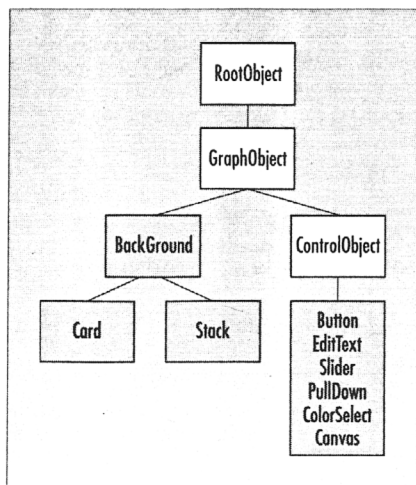 RootObject
GraphObject
BackGround
ControlObject
Card
Stack
Button
EditText
Slider
PullDown
ColorSelect
Canvas